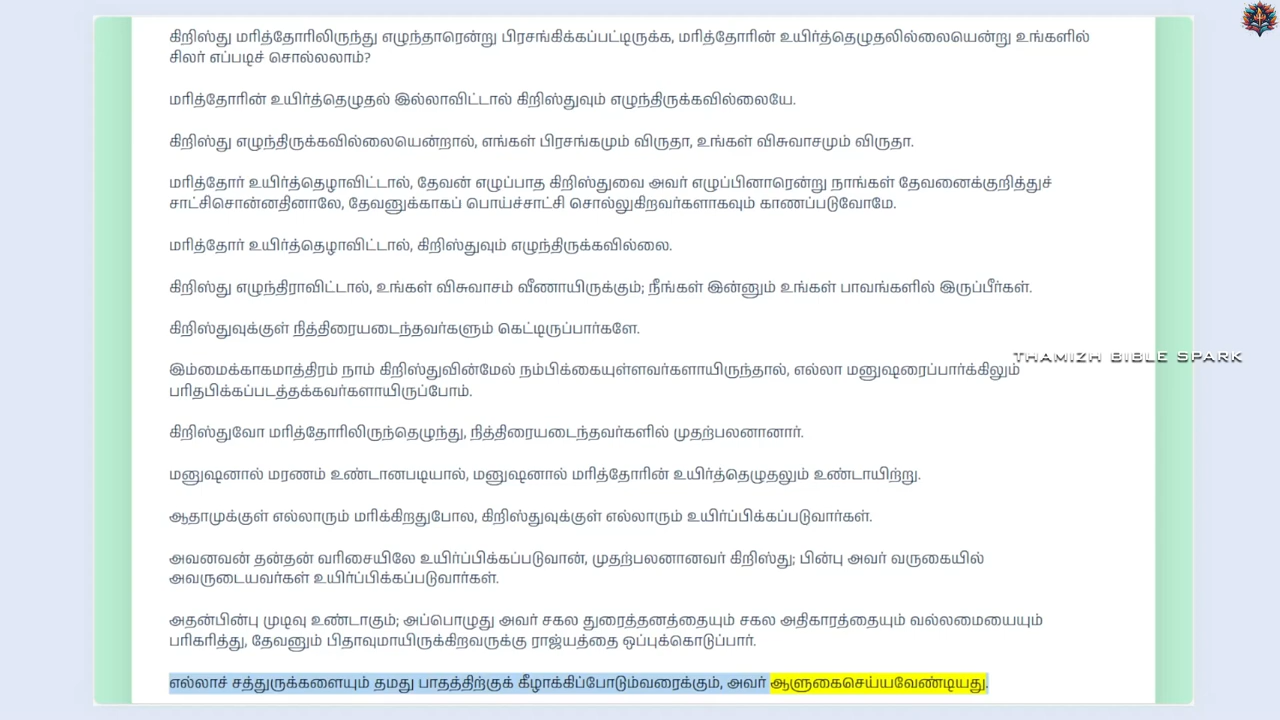 கிறிஸ்து மரித்தோரிலிருந்து எழுந்தாரென்று பிரசங்கிக்கப்பட்டிருக்க, மரித்தோரின் உயிர்த்தெழுதலில்லையென்று உங்களில்
சிலர் எப்படிச் சொல்லலாம்?
மரித்தோரின் உயிர்த்தெழுதல் இல்லாவிட்டால் கிறிஸ்துவும் எழுந்திருக்கவில்லையே.
கிறிஸ்து எழுந்திருக்கவில்லையென்றால், எங்கள் பிரசங்கமும் விருதா, உங்கள் விசுவாசமும் விருதா.
மரித்தோர் உயிர்த்தெழாவிட்டால், தேவன் எழுப்பாத கிறிஸ்துவை அவர் எழுப்பினாரென்று நாங்கள் தேவனைக்குறித்துச்
சாட்சிசொன்னதினாலே, தேவனுக்காகப் பொய்ச்சாட்சி சொல்லுகிறவர்களாகவும் காணப்படுவோமே.
மரித்தோர் உயிர்த்தெழாவிட்டால், கிறிஸ்துவும் எழுந்திருக்கவில்லை.
கிறிஸ்து எழுந்திராவிட்டால், உங்கள் விசுவாசம் வீணாயிருக்கும்; நீங்கள் இன்னும் உங்கள் பாவங்களில் இருப்பீர்கள்.
கிறிஸ்துவுக்குள் நித்திரையடைந்தவர்களும் கெட்டிருப்பார்களே.
THAMIZH BIBLE SPARK
இம்மைக்காகமாத்திரம் நாம் கிறிஸ்துவின்மேல் நம்பிக்கையுள்ளவர்களாயிருந்தால், எல்லா மனுஷரைப்பார்க்கிலும்
பரிதபிக்கப்படத்தக்கவர்களாயிருப்போம்.
கிறிஸ்துவோ மரித்தோரிலிருந்தெழுந்து, நித்திரையடைந்தவர்களில் முதற்பலனானார்.
மனுஷனால் மரணம் உண்டானபடியால், மனுஷனால் மரித்தோரின் உயிர்த்தெழுதலும் உண்டாயிற்று.
ஆதாமுக்குள் எல்லாரும் மரிக்கிறதுபோல, கிறிஸ்துவுக்குள் எல்லாரும் உயிர்ப்பிக்கப்படுவார்கள்.
அவனவன் தன்தன் வரிசையிலே உயிர்ப்பிக்கப்படுவான், முதற்பலனானவர் கிறிஸ்து; பின்பு அவர் வருகையில்
அவருடையவர்கள் உயிர்ப்பிக்கப்படுவார்கள்.
அதன்பின்பு முடிவு உண்டாகும்; அப்பொழுது அவர் சகல துரைத்தனத்தையும் சகல அதிகாரத்தையும் வல்லமையையும்
பரிகரித்து, தேவனும் பிதாவுமாயிருக்கிறவருக்கு ராஜ்யத்தை ஒப்புக்கொடுப்பார்.
எல்லாச் சத்துருக்களையும் தமது பாதத்திற்குக் கீழாக்கிப்போடும்வரைக்கும், அவர் ஆளுகைசெய்யவேண்டியது.